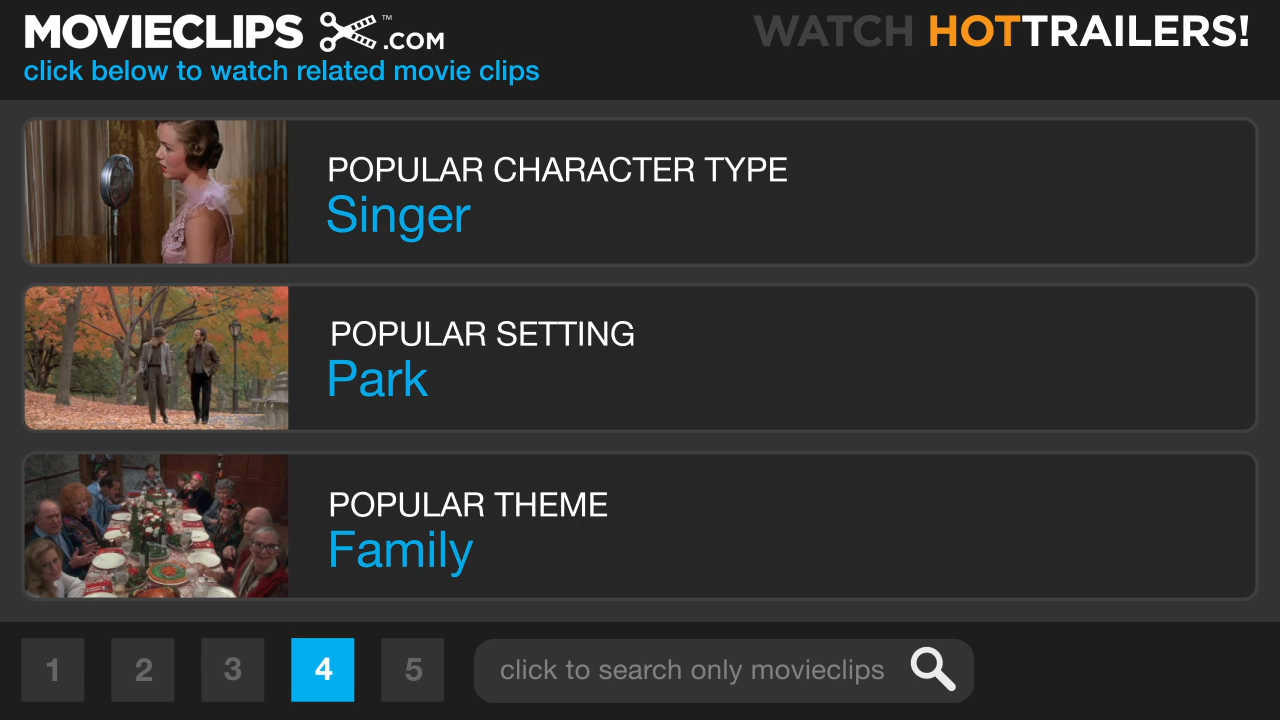 MOVIECLIPS ™ .COM
WATCH HOTTRAILERS!
click below to watch related movie clips
POPULAR CHARACTER TYPE
Singer
POPULAR SETTING
Park
POPULAR THEME
Family
1 2 3 4 5 click to search only movieclips